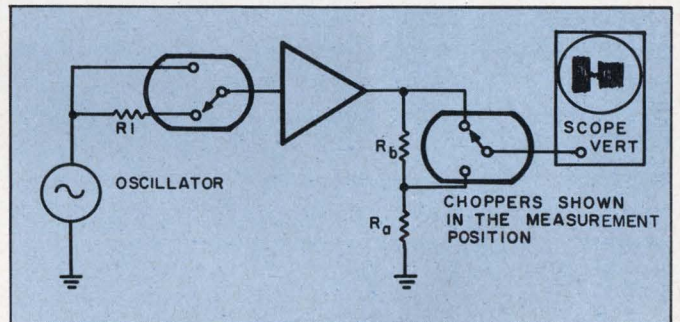 R1
OSCILLATOR
Rb
Ra
SCOPE
VERT
CHOPPERS SHOWN
IN THE MEASUREMENT
POSITION